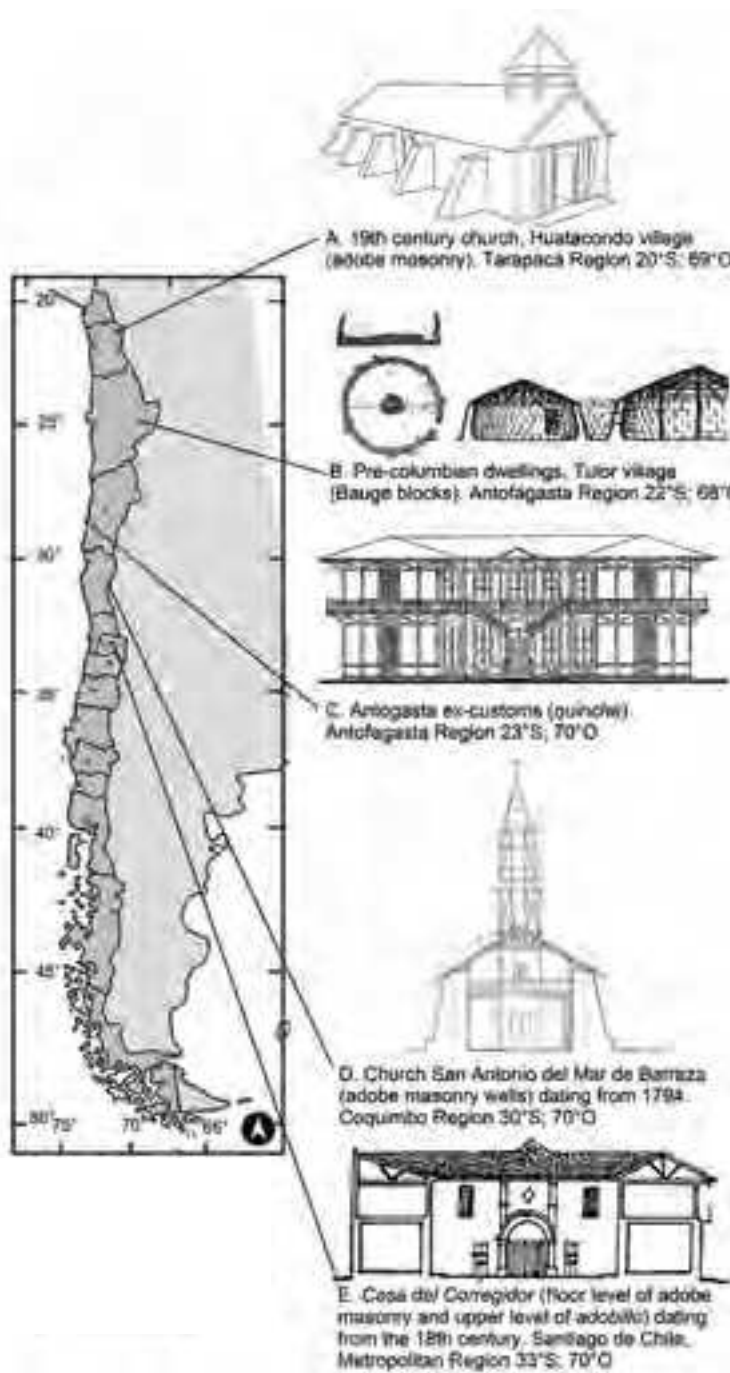 A. 19th century church, Huatacondo village
(adobe masonry). Tarapacá Region 20°S; 69°O
20°
25°
B. Pre-columbian dwellings, Tulor village
(Bauge blocks). Antofagasta Region 22°S; 68°
30°
35°
C. Antogasta ex-customs (quincha).
Antofagasta Region 23°S; 70°O
40°
45°
D. Church San Antonio del Mar de Barraza
(adobe masonry walls) dating from 1794.
Coquimbo Region 30°S; 70°O
50°
75° 70° 65°
E. Casa del Corregidor (floor level of adobe
masonry and upper level of adobillo) dating
from the 18th century. Santiago de Chile,
Metropolitan Region 33°S; 70°O